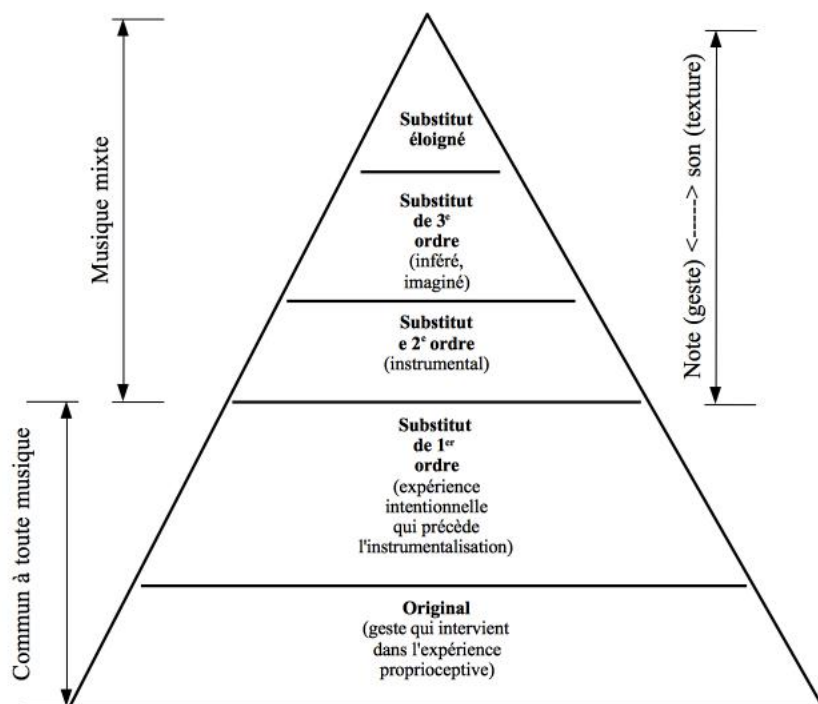 Substitut
éloigné
Substitut
de 3e
ordre
(inféré,
imaginé)
Substitut
e 2e ordre
(instrumental)
Substitut
de 1er
ordre
(expérience
intentionnelle
qui précède
l'instrumentalisation)
Original
(geste qui intervient
dans l'expérience
proprioceptive)
Musique mixte
Commun à toute musique
Note (geste) <-----> son (texture)